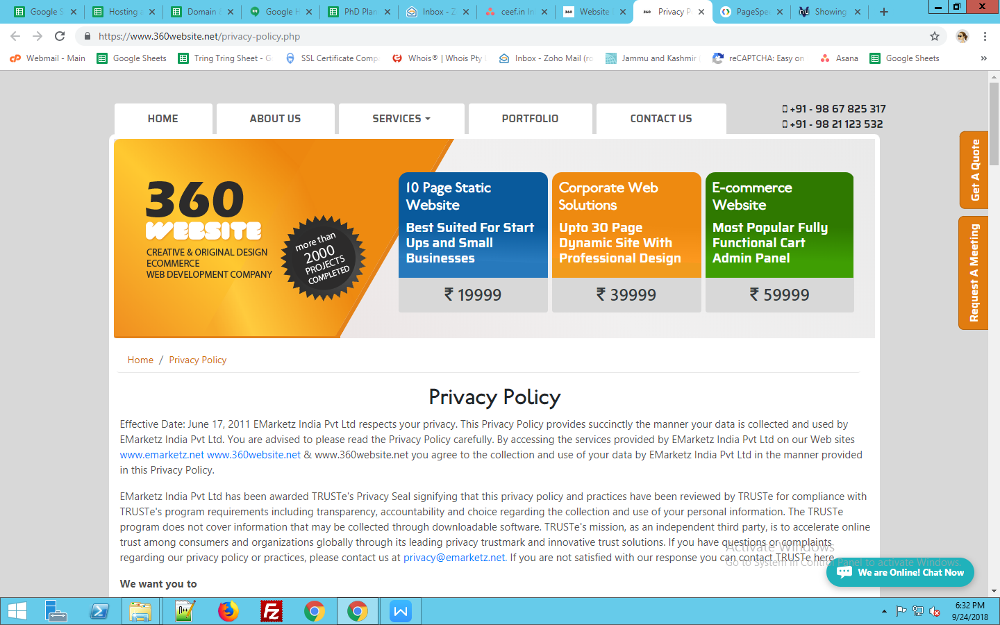 Google S
Hosting a
Domain &
Google H
PhD Plan
Inbox - Z
ceef.in In
Website
Privacy P
PageSpee
Showing
https://www.360website.net/privacy-policy.php
Webmail - Main
Google Sheets
Tring Tring Sheet - G
SSL Certificate Comp
Whois® | Whois Pty
Inbox - Zoho Mail (ro
Jammu and Kashmir
reCAPTCHA: Easy on
Asana
Google Sheets
HOME
ABOUT US
SERVICES
PORTFOLIO
CONTACT US
+91 - 98 67 825 317
+91 - 98 21 123 532
Get A Quote
Request A Meeting
360
WEBSITE
CREATIVE & ORIGINAL DESIGN
ECOMMERCE
WEB DEVELOPMENT COMPANY
more than
2000
PROJECTS
COMPLETED
10 Page Static
Website
Best Suited For Start
Ups and Small
Businesses
₹ 19999
Corporate Web
Solutions
Upto 30 Page
Dynamic Site With
Professional Design
₹ 39999
E-commerce
Website
Most Popular Fully
Functional Cart
Admin Panel
₹ 59999
Home / Privacy Policy
Privacy Policy
Effective Date: June 17, 2011 EMarketz India Pvt Ltd respects your privacy. This Privacy Policy provides succinctly the manner your data is collected and used by
EMarketz India Pvt Ltd. You are advised to please read the Privacy Policy carefully. By accessing the services provided by EMarketz India Pvt Ltd on our Web sites
www.emarketz.net www.360website.net & www.360website.net you agree to the collection and use of your data by EMarketz India Pvt Ltd in the manner provided
in this Privacy Policy.
EMarketz India Pvt Ltd has been awarded TRUSTe's Privacy Seal signifying that this privacy policy and practices have been reviewed by TRUSTe for compliance with
TRUSTe's program requirements including transparency, accountability and choice regarding the collection and use of your personal information. The TRUSTe
program does not cover information that may be collected through downloadable software. TRUSTe's mission, as an independent third party, is to accelerate online
trust among consumers and organizations globally through its leading privacy trustmark and innovative trust solutions. If you have questions or complaints
regarding our privacy policy or practices, please contact us at privacy@emarketz.net. If you are not satisfied with our response you can contact TRUSTe here.
We want you to
Activate Windows
Go to System in Control Panel to activate Windows.
We are Online! Chat Now
6:32 PM
9/24/2018